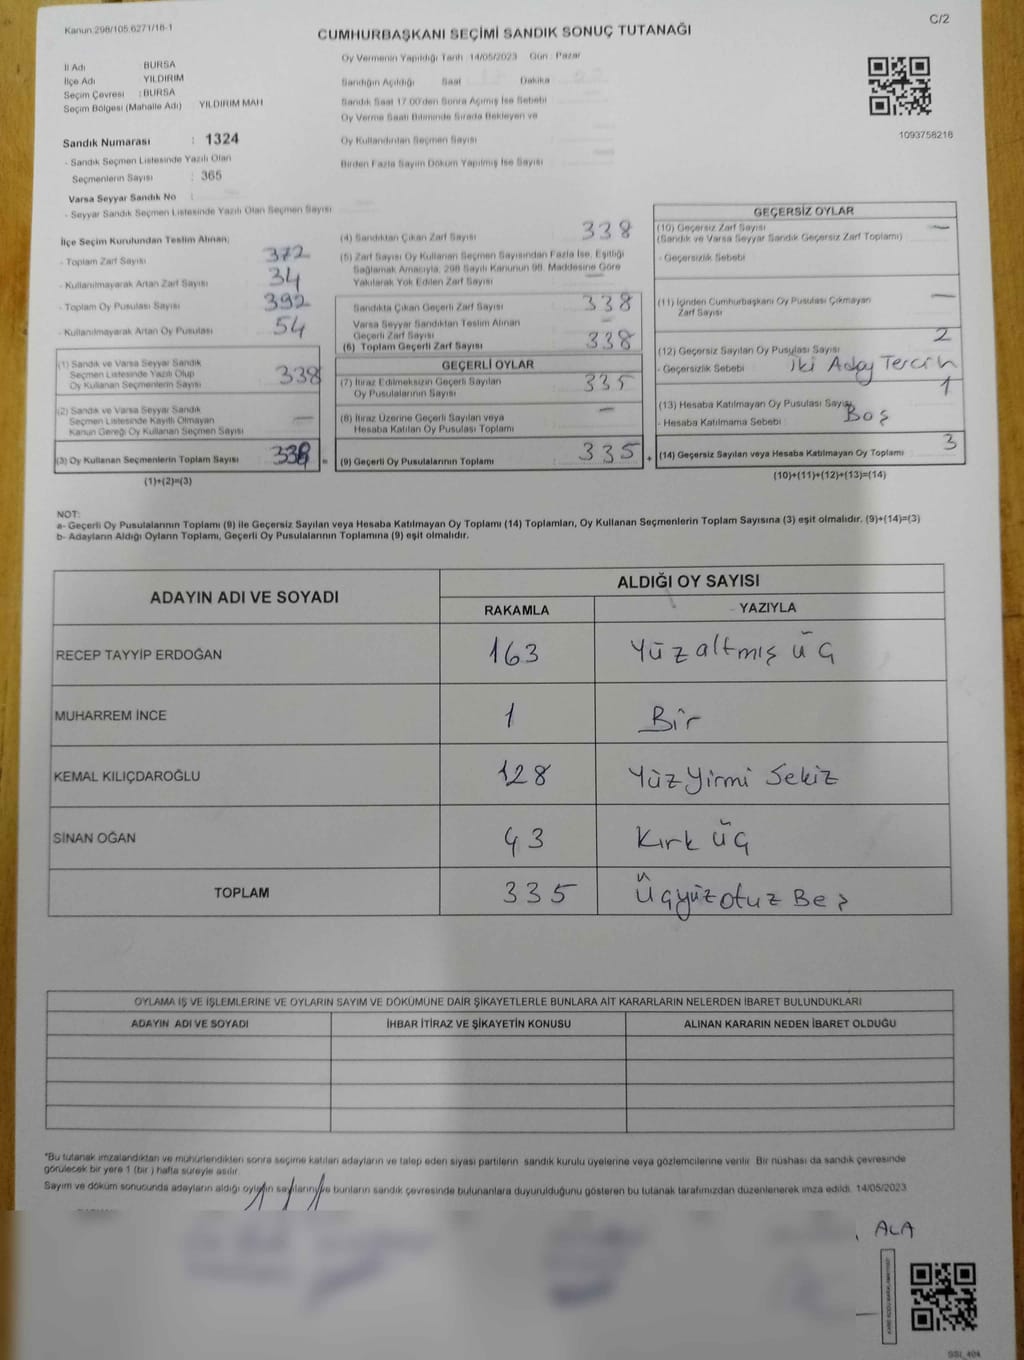 Kanun 298/105 6271/18-1
C/2
CUMHURBAŞKANI SEÇİMİ SANDIK SONUÇ TUTANAĞI
İl Adı BURSA
İlçe Adı YILDIRIM
Seçim Çevresi : BURSA
Seçim Bölgesi (Mahalle Adı) YILDIRIM MAH
Sandık Numarası : 1324
- Sandık Seçmen Listesinde Yazılı Olan
Seçmenlerin Sayısı : 365
Varsa Seyyar Sandık No :
- Seyyar Sandık Seçmen Listesinde Yazılı Olan Seçmen Sayısı
Oy Vermenin Yapıldığı Tarih 14/05/2023 Gün : Pazar
Sandığın Açıldığı Saat Dakika
Sandık Saat 17.00'den Sonra Açılmış İse Sebebi
Oy Verme Saati Bitiminde Sırada Bekleyen ve
Oy Kullandırılan Seçmen Sayısı
Birden Fazla Sayım Döküm Yapılmış İse Sayısı
1093758218
İlçe Seçim Kurulundan Teslim Alınan;
- Toplam Zarf Sayısı 372
- Kullanılmayarak Artan Zarf Sayısı 34
- Toplam Oy Pusulası Sayısı 392
- Kullanılmayarak Artan Oy Pusulası 54
(1) Sandık ve Varsa Seyyar Sandık
Seçmen Listesinde Yazılı Olup
Oy Kullanan Seçmenlerin Sayısı 338
(2) Sandık ve Varsa Seyyar Sandık
Seçmen Listesinde Kayıtlı Olmayan
Kanun Gereği Oy Kullanan Seçmen Sayısı —
(3) Oy Kullanan Seçmenlerin Toplam Sayısı 338 =
(1)+(2)=(3)
(4) Sandıktan Çıkan Zarf Sayısı 338
(5) Zarf Sayısı Oy Kullanan Seçmen Sayısından Fazla İse, Eşitliği
Sağlamak Amacıyla, 298 Sayılı Kanunun 98. Maddesine Göre
Yakılarak Yok Edilen Zarf Sayısı —
Sandıkta Çıkan Geçerli Zarf Sayısı 338
Varsa Seyyar Sandıktan Teslim Alınan
Geçerli Zarf Sayısı —
(6) Toplam Geçerli Zarf Sayısı 338
GEÇERLİ OYLAR
(7) İtiraz Edilmeksizin Geçerli Sayılan
Oy Pusulalarının Sayısı 335
(8) İtiraz Üzerine Geçerli Sayılan veya
Hesaba Katılan Oy Pusulası Toplamı —
(9) Geçerli Oy Pusulalarının Toplamı 335 +
GEÇERSİZ OYLAR
(10) Geçersiz Zarf Sayısı —
(Sandık ve Varsa Seyyar Sandık Geçersiz Zarf Toplamı)
- Geçersizlik Sebebi
(11) İçinden Cumhurbaşkanı Oy Pusulası Çıkmayan —
Zarf Sayısı
(12) Geçersiz Sayılan Oy Pusulası Sayısı 2
- Geçersizlik Sebebi iki Aday Tercih
(13) Hesaba Katılmayan Oy Pusulası Sayısı 1
- Hesaba Katılmama Sebebi Boş
(14) Geçersiz Sayılan veya Hesaba Katılmayan Oy Toplamı 3
(10)+(11)+(12)+(13)=(14)
NOT:
a- Geçerli Oy Pusulalarının Toplamı (9) ile Geçersiz Sayılan veya Hesaba Katılmayan Oy Toplamı (14) Toplamları, Oy Kullanan Seçmenlerin Toplam Sayısına (3) eşit olmalıdır. (9)+(14)=(3)
b- Adayların Aldığı Oyların Toplamı, Geçerli Oy Pusulalarının Toplamına (9) eşit olmalıdır.
ADAYIN ADI VE SOYADI
ALDIĞI OY SAYISI
RAKAMLA YAZIYLA
RECEP TAYYİP ERDOĞAN 163 Yüzaltmış üç
MUHARREM İNCE 1 Bir
KEMAL KILIÇDAROĞLU 128 Yüzyirmi Sekiz
SİNAN OĞAN 43 Kırk üç
TOPLAM 335 Üçyüzotuz Beş
OYLAMA İŞ VE İŞLEMLERİNE VE OYLARIN SAYIM VE DÖKÜMÜNE DAİR ŞİKAYETLERLE BUNLARA AİT KARARLARIN NELERDEN İBARET BULUNDUKLARI
ADAYIN ADI VE SOYADI İHBAR İTİRAZ VE ŞİKAYETİN KONUSU ALINAN KARARIN NEDEN İBARET OLDUĞU
*Bu tutanak imzalandıktan ve mühürlendikten sonra seçime katılan adayların ve talep eden siyasi partilerin sandık kurulu üyelerine veya gözlemcilerine verilir. Bir nüshası da sandık çevresinde
görülecek bir yere 1 (bir ) hafta süreyle asılır.
Sayım ve döküm sonucunda adayların aldığı oyların sayılarını ve bunların sandık çevresinde bulunanlara duyurulduğunu gösteren bu tutanak tarafımızdan düzenlenerek imza edildi. 14/05/2023
ALA